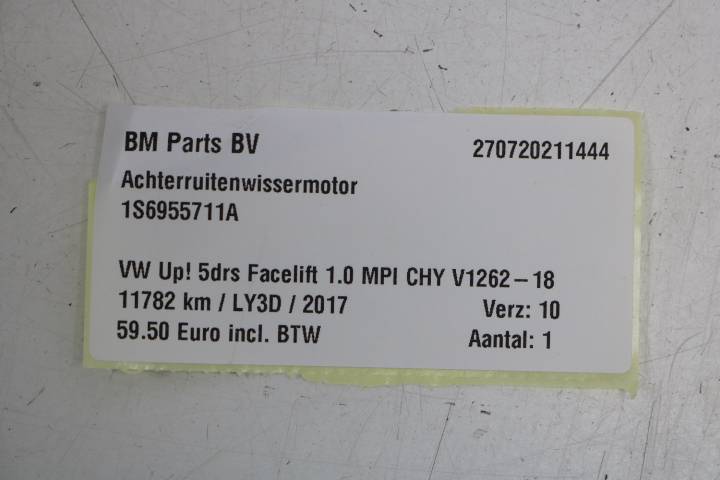 BM Parts BV 270720211444
Achterruitenwissermotor
1S6955711A
VW Up! 5drs Facelift 1.0 MPI CHY V1262-18
11782 km / LY3D / 2017 Verz: 10
59.50 Euro incl. BTW Aantal: 1